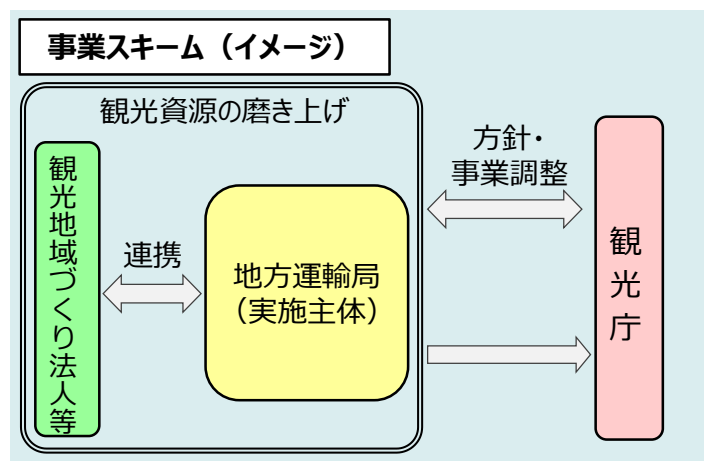 事業スキーム（イメージ）
観光資源の磨き上げ
観光地域づくり法人等
連携
地方運輸局
（実施主体）
方針・
事業調整
観光庁